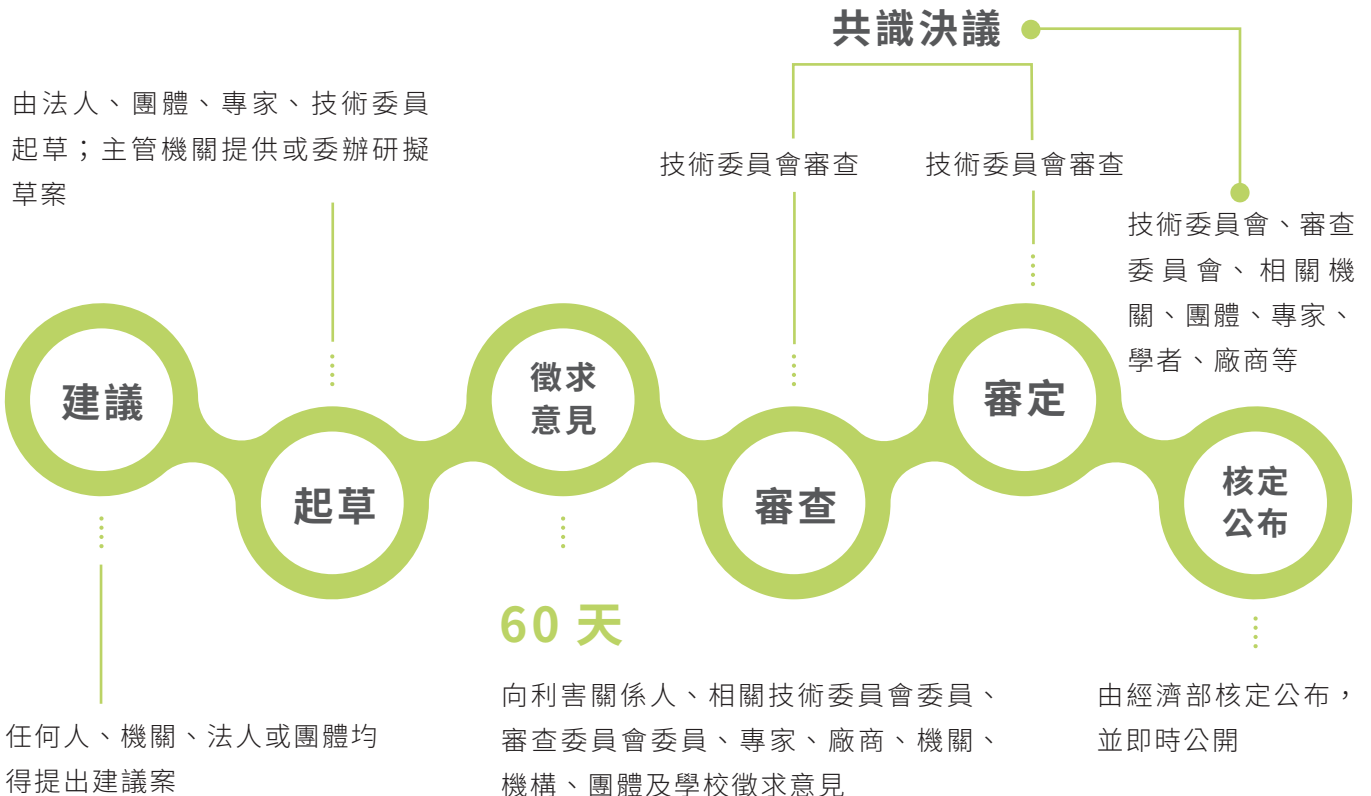 共識決議
由法人、團體、專家、技術委員
起草；主管機關提供或委辦研擬
草案
技術委員會審查
技術委員會審查
技術委員會、審查
委員會、相關機
關、團體、專家、
學者、廠商等
建議
起草
徵求
意見
審查
審定
核定
公布
任何人、機關、法人或團體均
得提出建議案
60 天
向利害關係人、相關技術委員會委員、
審查委員會委員、專家、廠商、機關、
機構、團體及學校徵求意見
由經濟部核定公布，
並即時公開